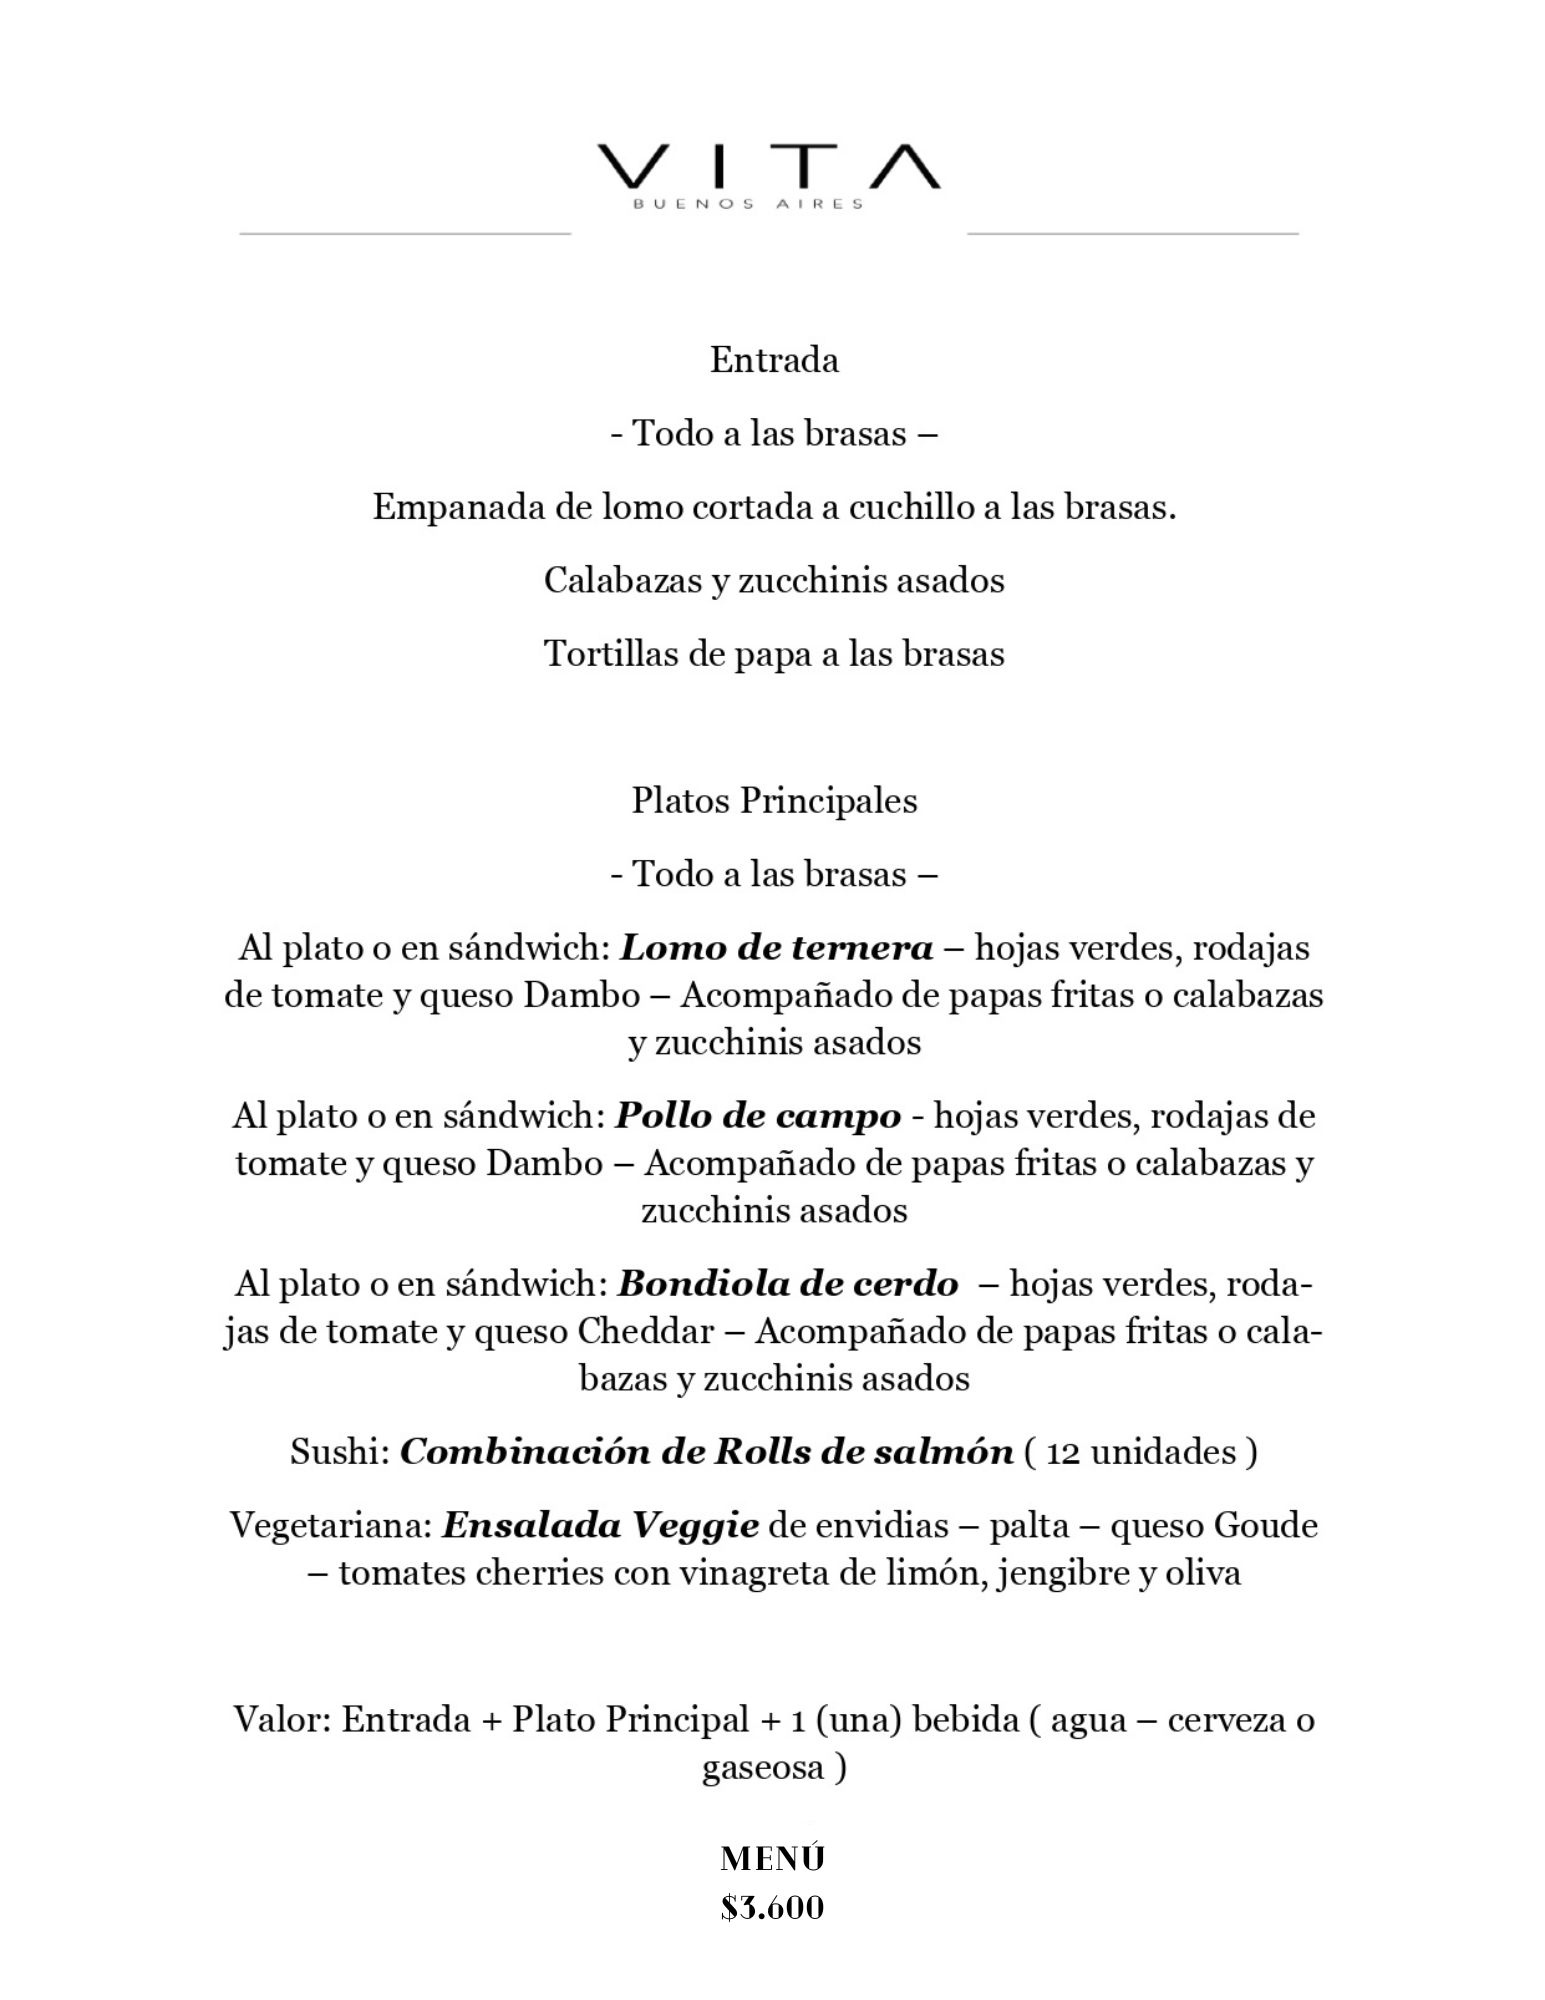 VITA
BUENOS AIRES
Entrada
- Todo a las brasas –
Empanada de lomo cortada a cuchillo a las brasas.
Calabazas y zucchinis asados
Tortillas de papa a las brasas
Platos Principales
- Todo a las brasas –
Al plato o en sándwich: Lomo de ternera – hojas verdes, rodajas
de tomate y queso Dambo – Acompañado de papas fritas o calabazas
y zucchinis asados
Al plato o en sándwich: Pollo de campo - hojas verdes, rodajas de
tomate y queso Dambo – Acompañado de papas fritas o calabazas y
zucchinis asados
Al plato o en sándwich: Bondiola de cerdo – hojas verdes, roda-
jas de tomate y queso Cheddar – Acompañado de papas fritas o cala-
bazas y zucchinis asados
Sushi: Combinación de Rolls de salmón ( 12 unidades )
Vegetariana: Ensalada Veggie de envidias – palta – queso Goude
– tomates cherries con vinagreta de limón, jengibre y oliva
Valor: Entrada + Plato Principal + 1 (una) bebida ( agua – cerveza o
gaseosa )
MENÚ
$3.600